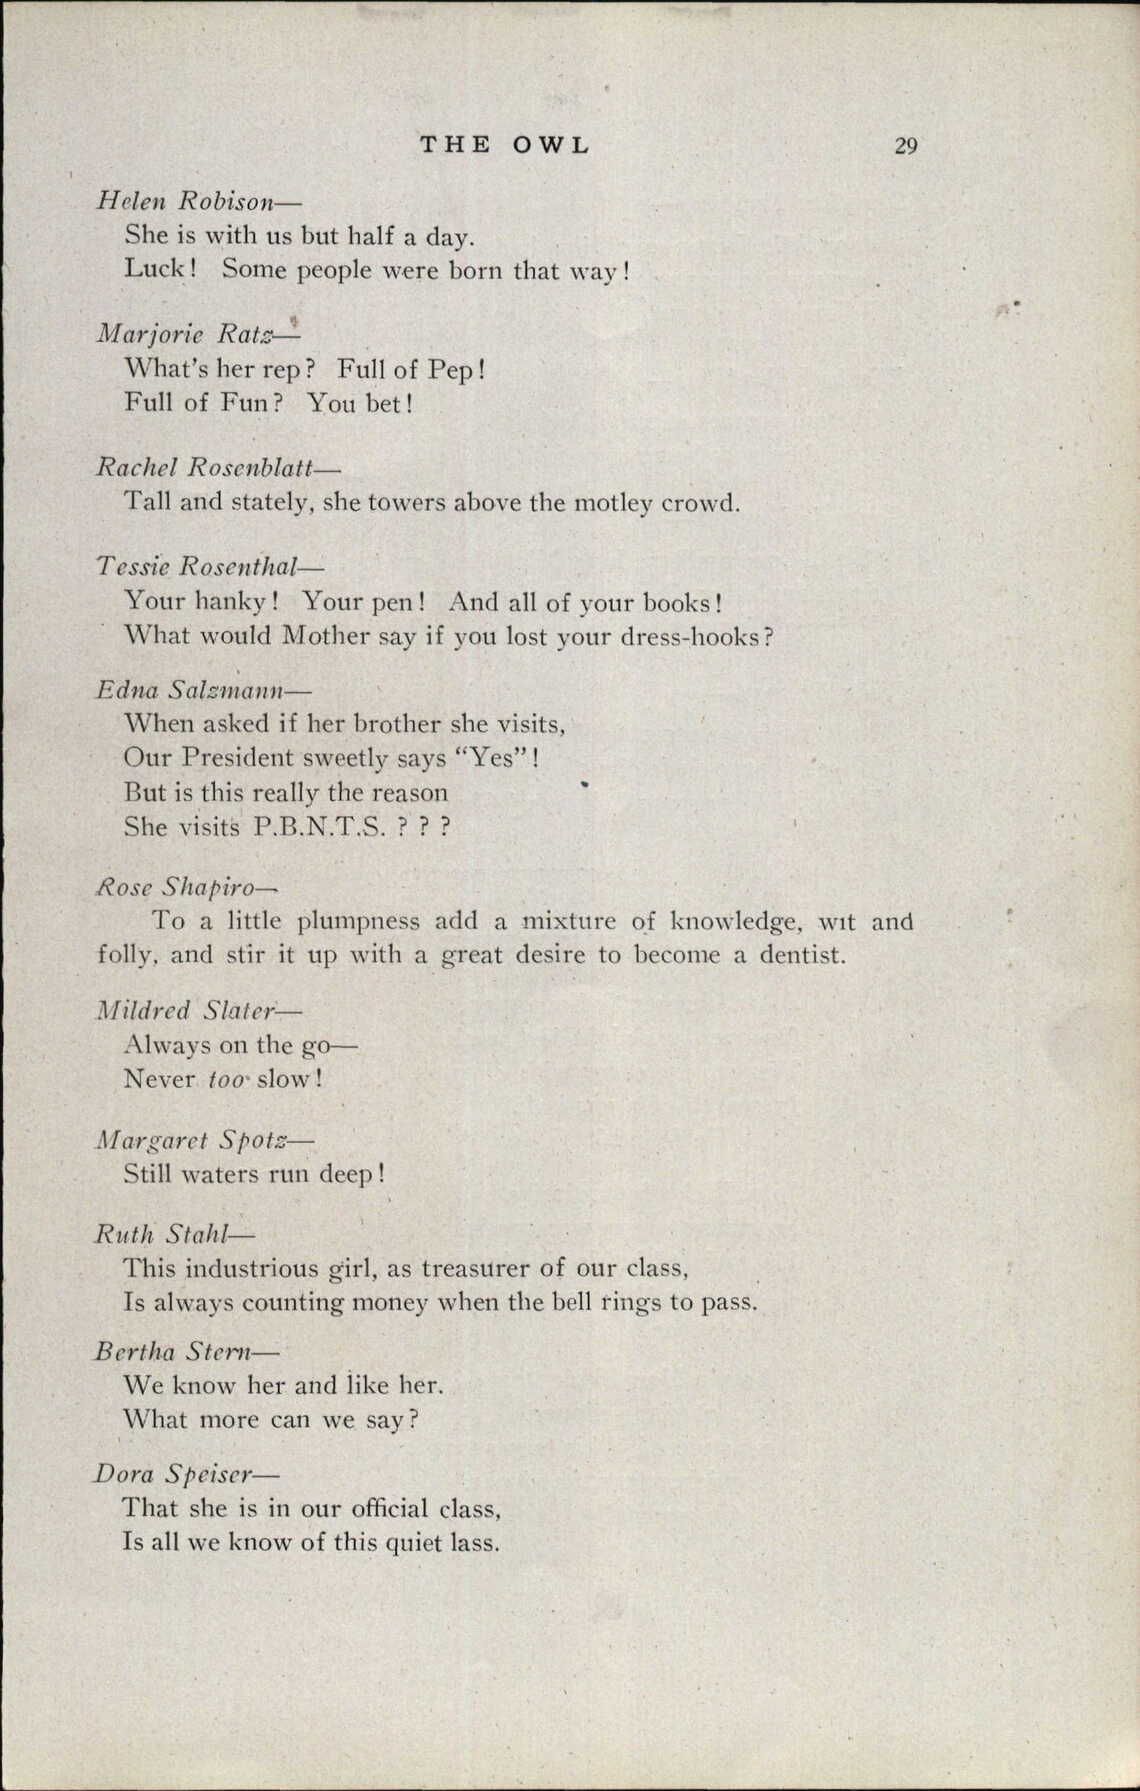 THE OWL 29
Helen Robison—
She is with us but half a day.
Luck! Some people were born that way!
Marjorie Ratz—
What's her rep? Full of Pep!
Full of Fun? You bet!
Rachel Rosenblatt—
Tall and stately, she towers above the motley crowd.
Tessie Rosenthal—
Your hanky! Your pen! And all of your books!
What would Mother say if you lost your dress-hooks?
Edna Salzmann—
When asked if her brother she visits,
Our President sweetly says “Yes”!
But is this really the reason
She visits P.B.N.T.S. ? ? ?
Rose Shapiro—
To a little plumpness add a mixture of knowledge, wit and
folly, and stir it up with a great desire to become a dentist.
Mildred Slater—
Always on the go—
Never too slow!
Margaret Spotz—
Still waters run deep!
Ruth Stahl—
This industrious girl, as treasurer of our class,
Is always counting money when the bell rings to pass.
Bertha Stern—
We know her and like her.
What more can we say?
Dora Speiser—
That she is in our official class,
Is all we know of this quiet lass.